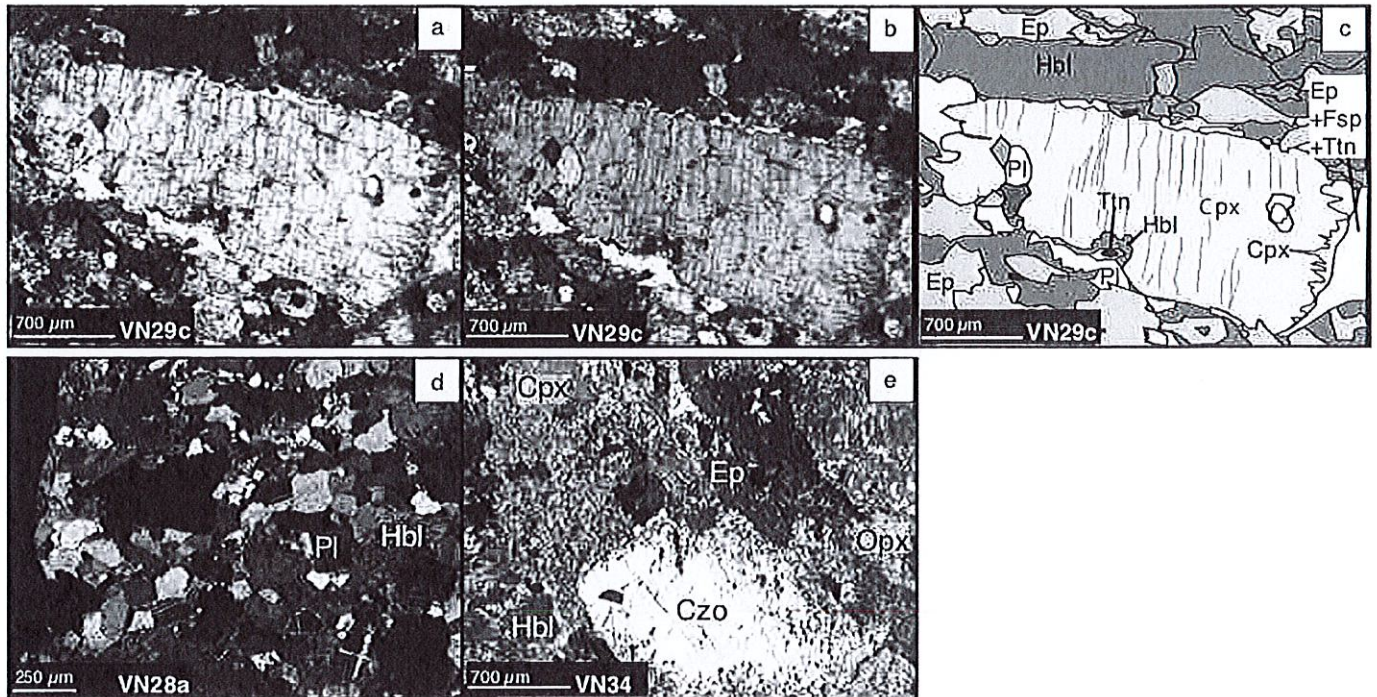 a
700 µm VN29c
b
700 µm VN29c
c
Ep
Hbl
Ep
+Fsp
+Ttn
Pl
Ttn
Cpx
Hbl
Cpx
Ep
Pl
700 µm VN29c
d
Pl
Hbl
250 µm VN28a
e
Cpx
Ep
Opx
Czo
Hbl
700 µm VN34